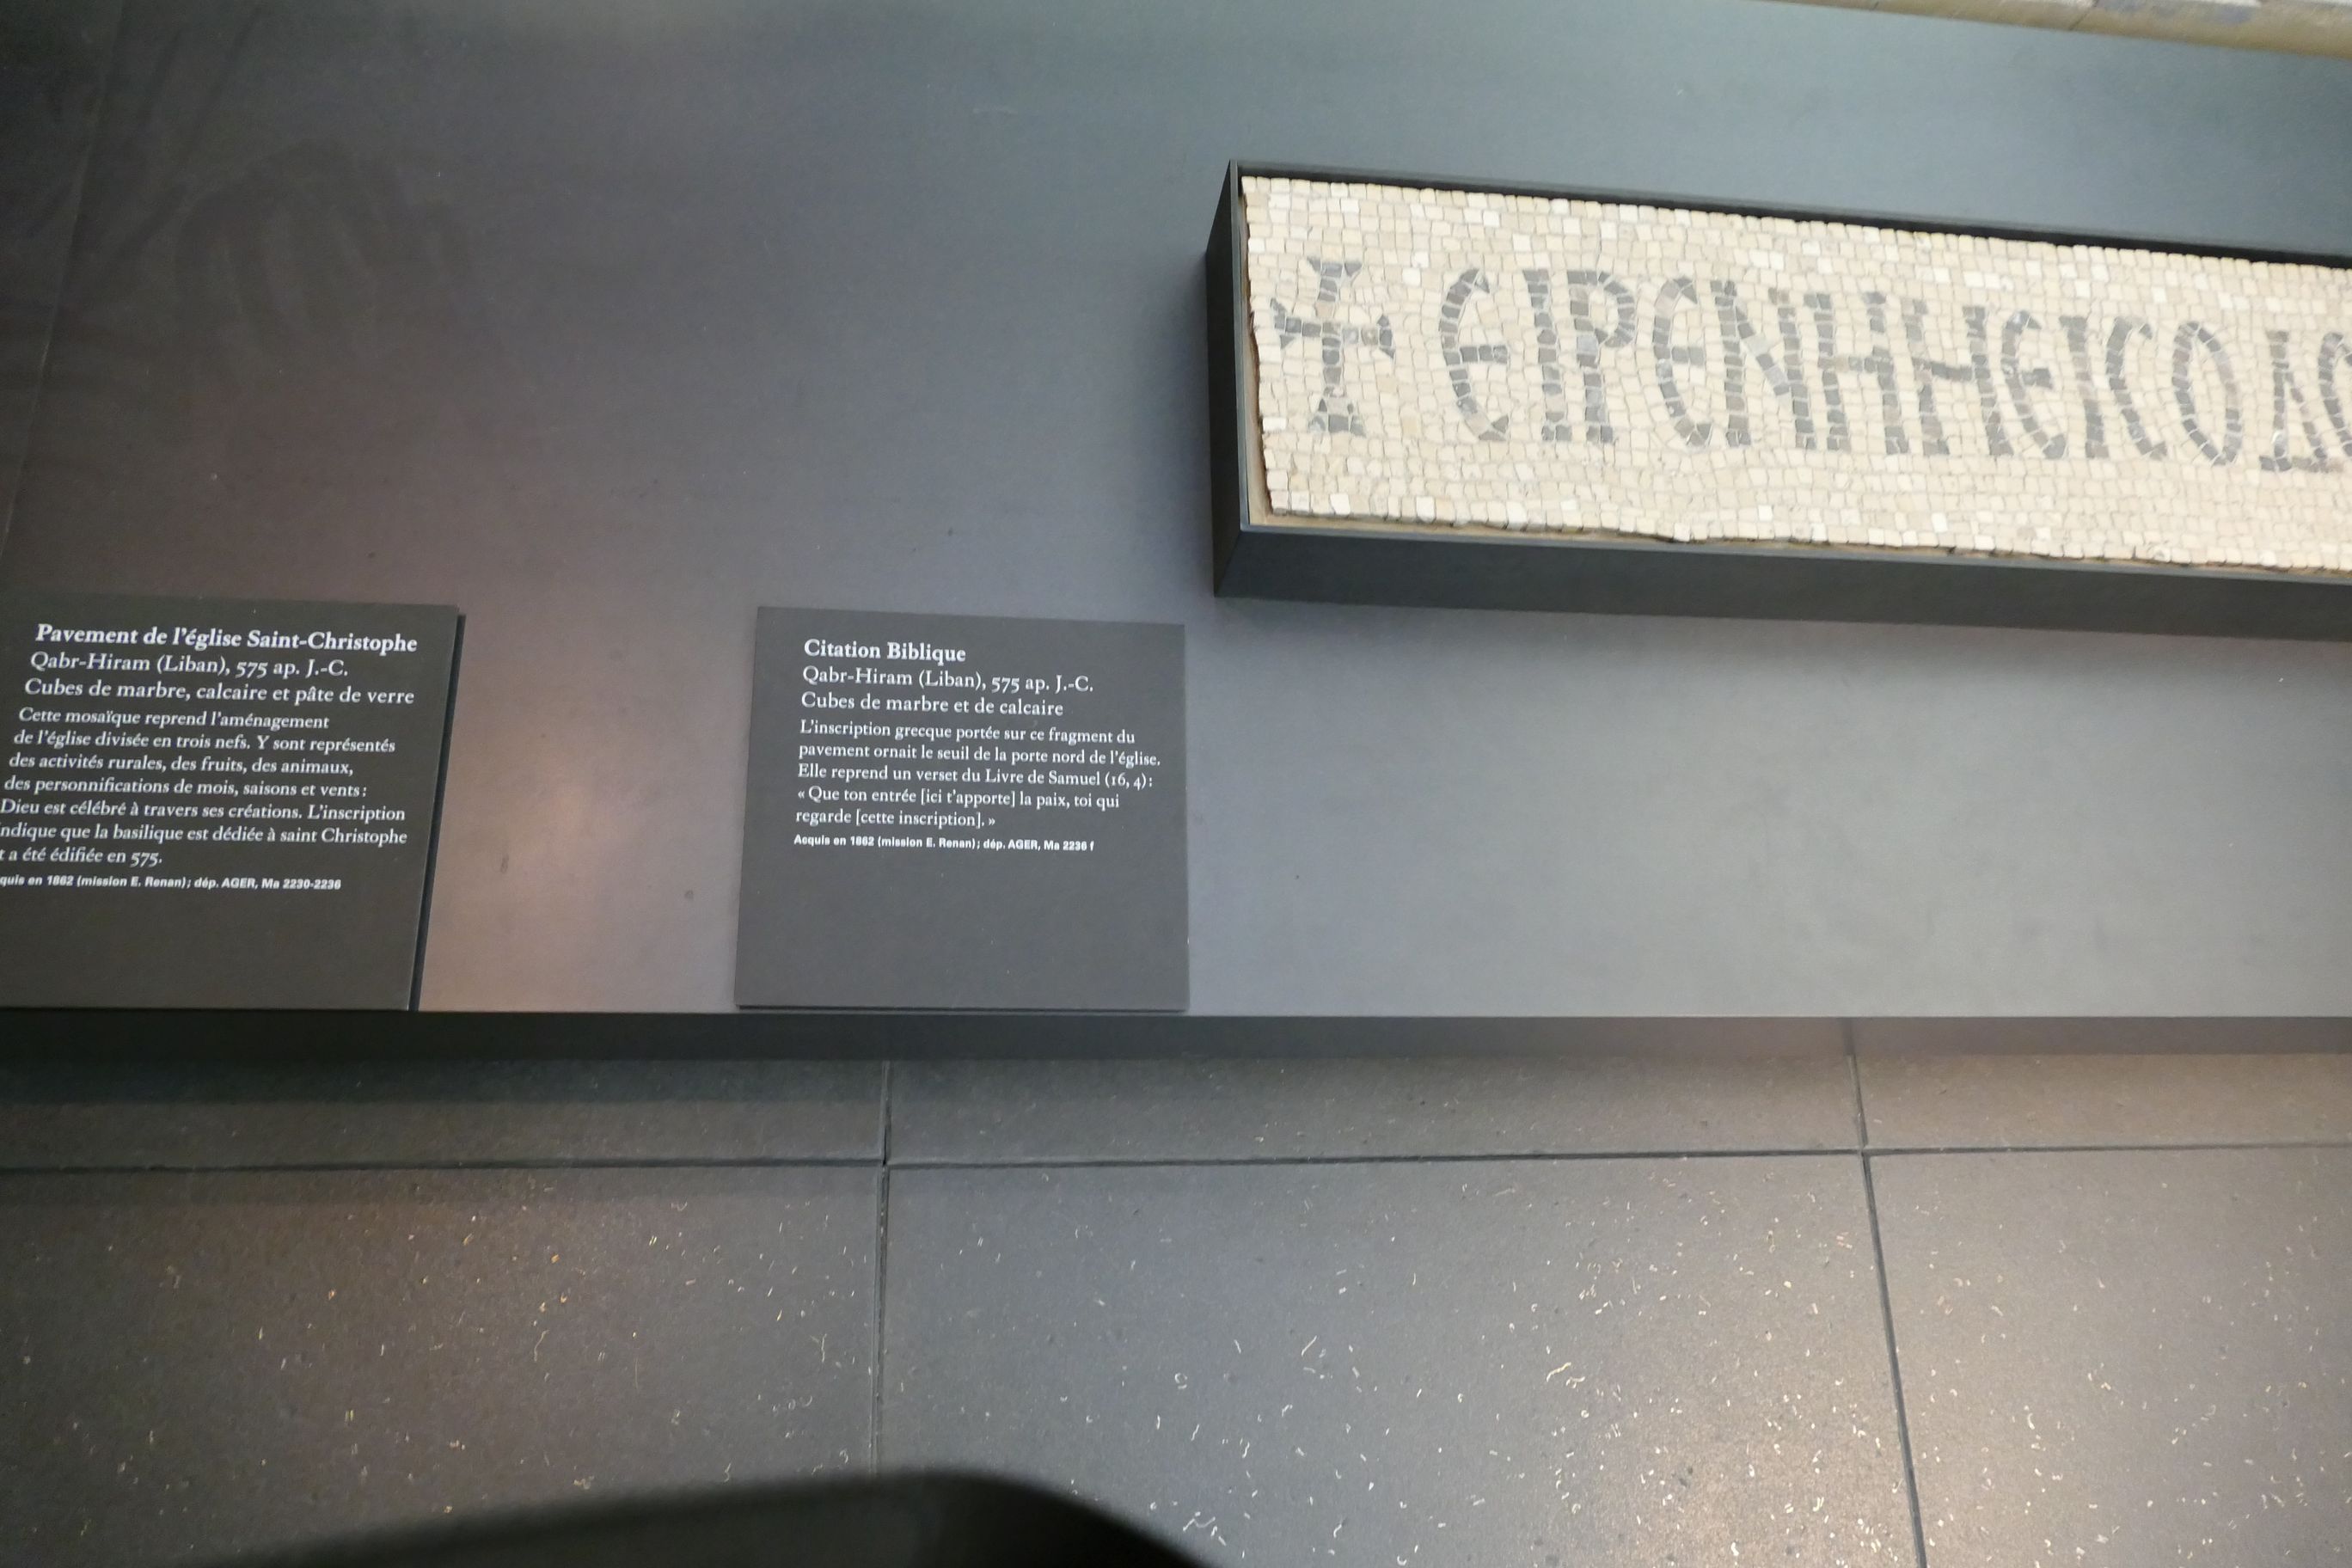 Pavement de l'église Saint-Christophe
Qabr-Hiram (Liban), 575 ap. J.-C.
Cubes de marbre, calcaire et pâte de verre
Cette mosaïque reprend l'aménagement
de l'église divisée en trois nefs. Y sont représentés
des activités rurales, des fruits, des animaux,
des personnifications de mois, saisons et vents :
Dieu est célébré à travers ses créations. L'inscription
ndique que la basilique est dédiée à saint Christophe
t a été édifiée en 575.
quis en 1862 (mission E. Renan) ; dép. AGER, Ma 2230-2236
Citation Biblique
Qabr-Hiram (Liban), 575 ap. J.-C.
Cubes de marbre et de calcaire
L'inscription grecque portée sur ce fragment du
pavement ornait le seuil de la porte nord de l'église.
Elle reprend un verset du Livre de Samuel (16, 4) :
« Que ton entrée [ici t'apporte] la paix, toi qui
regarde [cette inscription]. »
Acquis en 1862 (mission E. Renan) ; dép. AGER, Ma 2236 f
✝ ΕΙΡΕΝΗΗΕΙCΟΔΟ